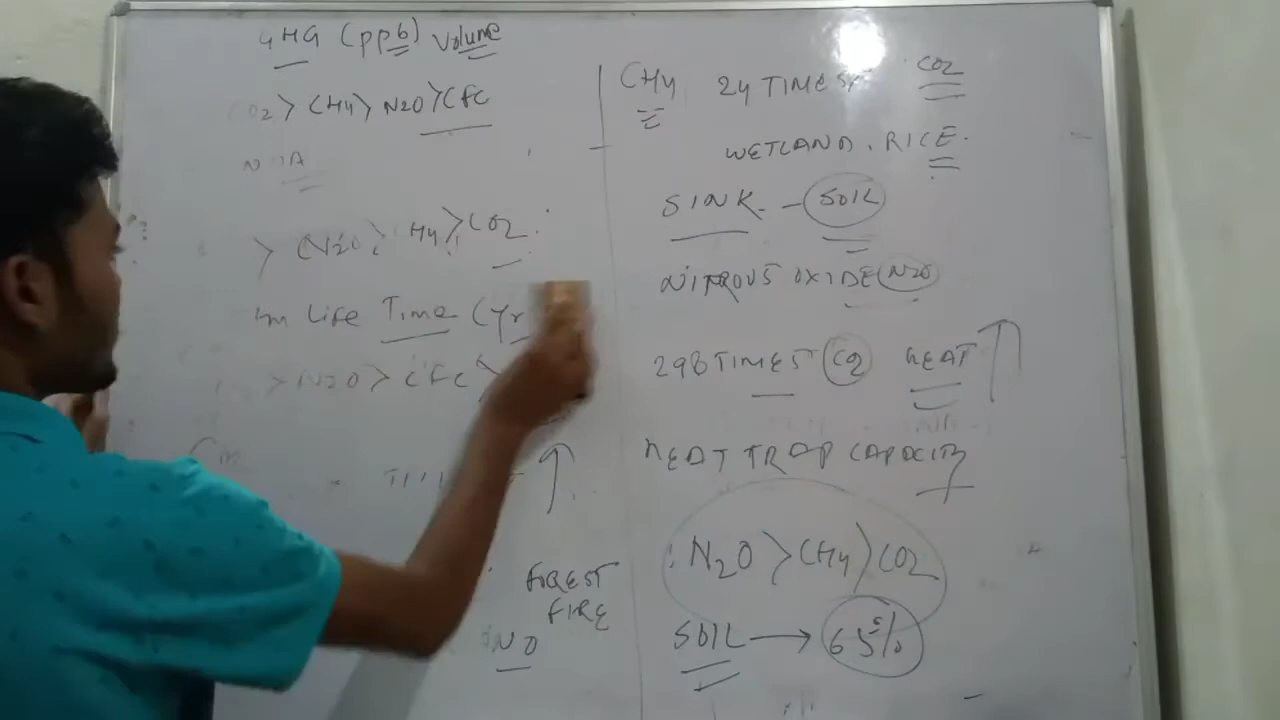 GHG (ppb) Volume
CO2 > CH4 > N2O > CFC
> N2O > CH4 > CO2
Life Time (Yr
> N2O > CFC >
FOREST
FIRE
NO
CH4 24 TIMES CO2
WETLAND, RICE.
SINK - SOIL
NITROUS OXIDE (N2O)
298 TIMES CO2 HEAT
HEAT TRAP CAPACITY
N2O > CH4 > CO2
SOIL → 65%